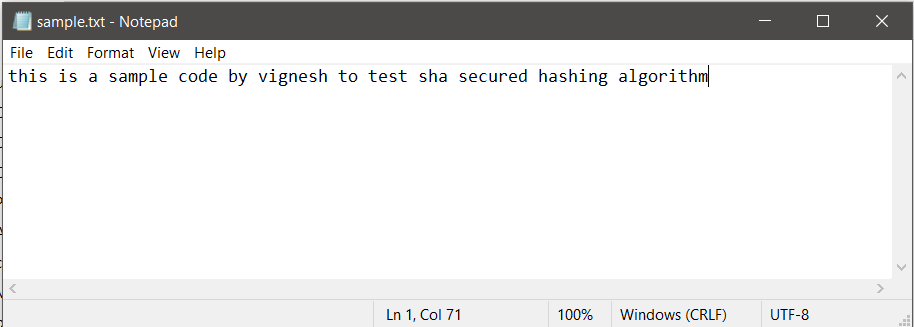 sample.txt - Notepad
File Edit Format View Help
this is a sample code by vignesh to test sha secured hashing algorithm
Ln 1, Col 71 100% Windows (CRLF) UTF-8